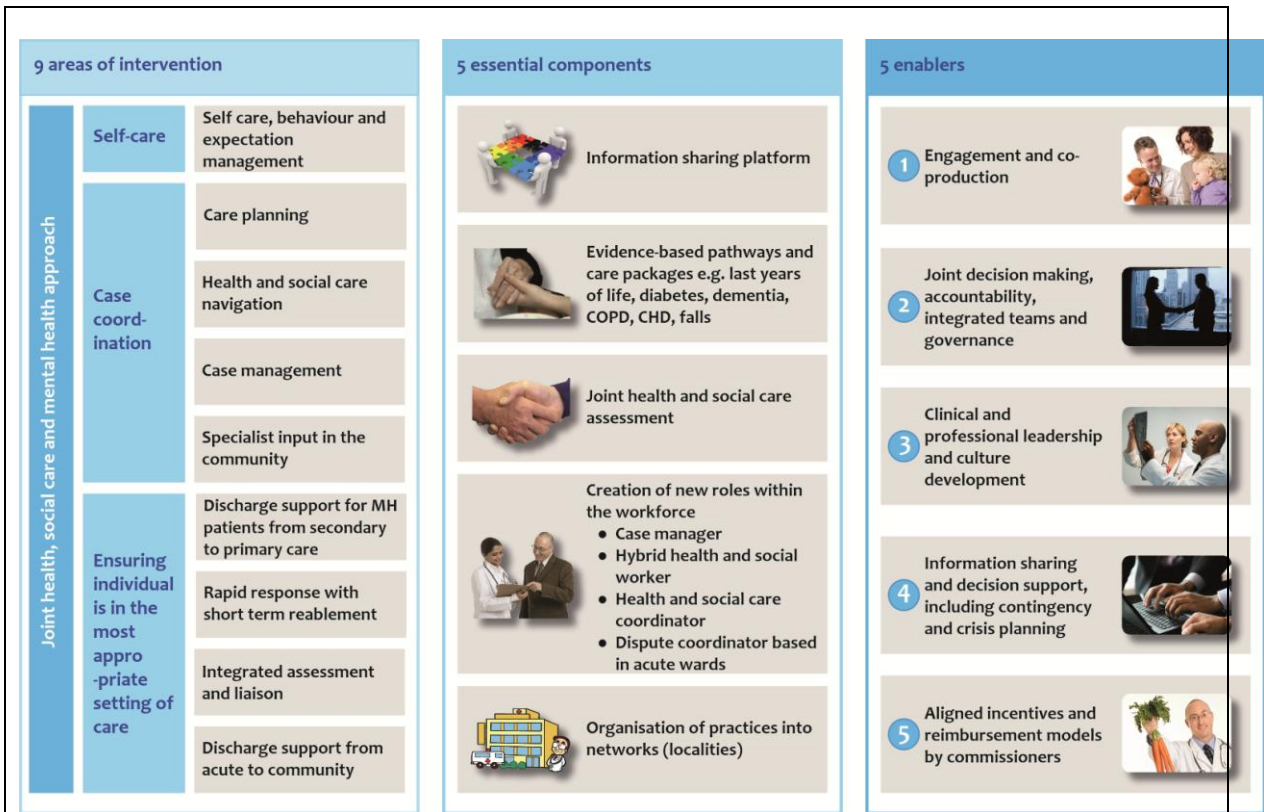 9 areas of intervention
Joint health, social care and mental health approach
Self-care
Self care, behaviour and
expectation
management
Case
coord-
ination
Care planning
Health and social care
navigation
Case management
Specialist input in the
community
Ensuring
individual
is in the
most
appro
-priate
setting of
care
Discharge support for MH
patients from secondary
to primary care
Rapid response with
short term reablement
Integrated assessment
and liaison
Discharge support from
acute to community
5 essential components
Information sharing platform
Evidence-based pathways and
care packages e.g. last years
of life, diabetes, dementia,
COPD, CHD, falls
Joint health and social care
assessment
Creation of new roles within
the workforce
● Case manager
● Hybrid health and social
worker
● Health and social care
coordinator
● Dispute coordinator based
in acute wards
Organisation of practices into
networks (localities)
5 enablers
1 Engagement and co-
production
2 Joint decision making,
accountability,
integrated teams and
governance
3 Clinical and
professional leadership
and culture
development
4 Information sharing
and decision support,
including contingency
and crisis planning
5 Aligned incentives and
reimbursement models
by commissioners